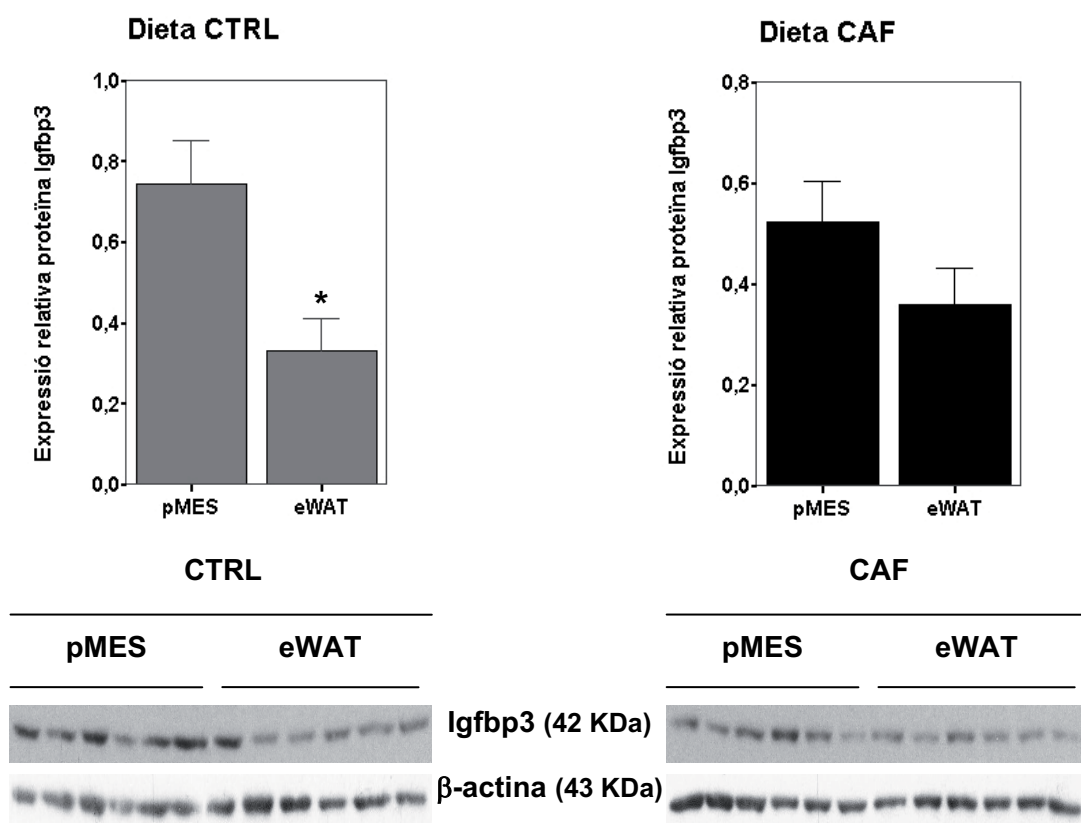 Dieta CTRL
Expressió relativa proteïna Igfbp3
1,0
0,8
0,6
0,4
0,2
0,0
*
pMES eWAT
Dieta CAF
Expressió relativa proteïna Igfbp3
0,8
0,6
0,4
0,2
0,0
pMES eWAT
CTRL
pMES eWAT
CAF
pMES eWAT
Igfbp3 (42 KDa)
β-actina (43 KDa)